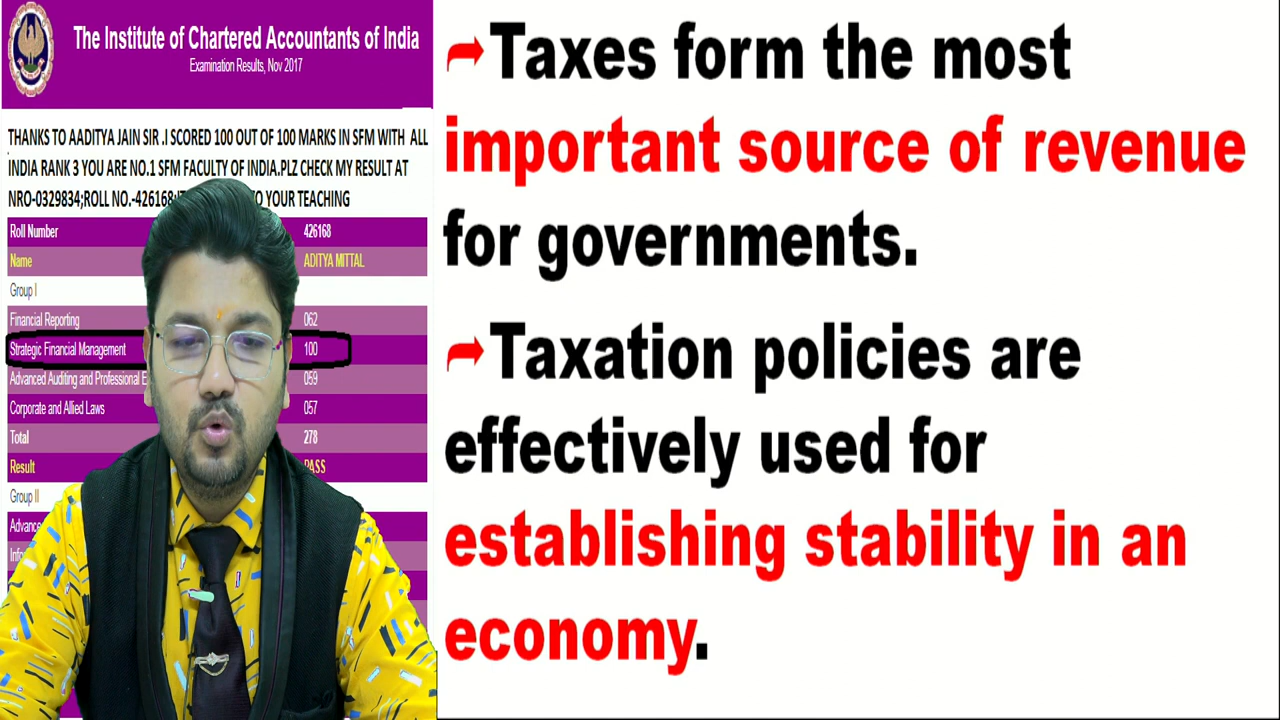 The Institute of Chartered Accountants of India
Examination Results, Nov 2017
THANKS TO AADITYA JAIN SIR .I SCORED 100 OUT OF 100 MARKS IN SFM WITH ALL
INDIA RANK 3 YOU ARE NO.1 SFM FACULTY OF INDIA.PLZ CHECK MY RESULT AT
NRO-0329834;ROLL NO.-426168 TO YOUR TEACHING
Roll Number 426168
Name ADITYA MITTAL
Group I
Financial Reporting 062
Strategic Financial Management 100
Advanced Auditing and Professional 059
Corporate and Allied Laws 057
Total 278
Result PASS
Group II
➦Taxes form the most
important source of revenue
for governments.
➦Taxation policies are
effectively used for
establishing stability in an
economy.